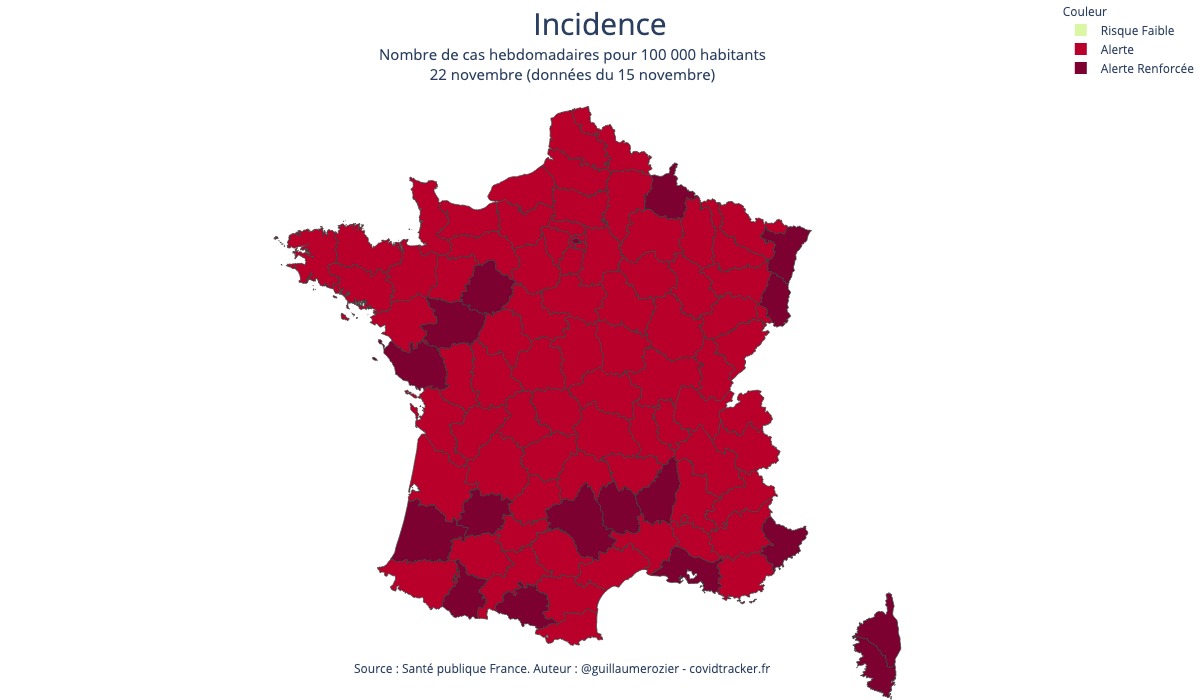 Incidence
Nombre de cas hebdomadaires pour 100 000 habitants
22 novembre (données du 15 novembre)
Couleur
Risque Faible
Alerte
Alerte Renforcée
Source : Santé publique France. Auteur : @guillaumerozier - covidtracker.fr